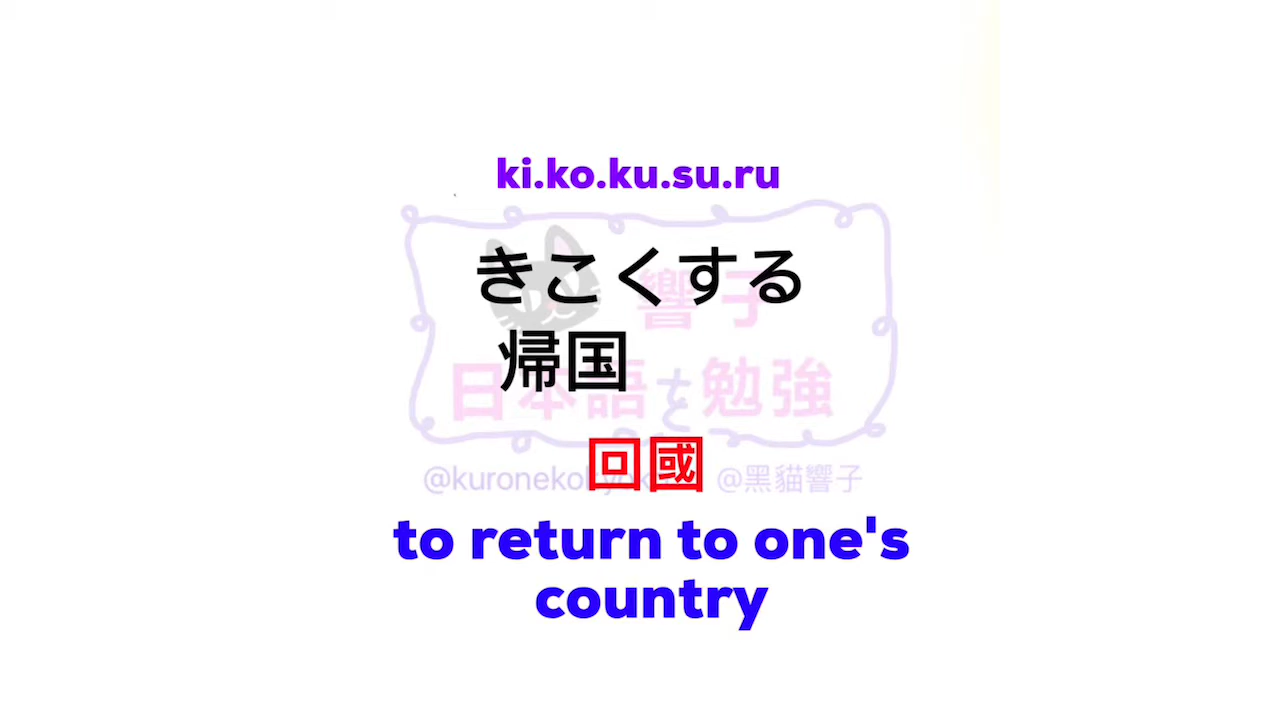 ki.ko.ku.su.ru
きこくする
響子
帰国
日本語を勉強
回國
@kuroneko @黑貓響子
to return to one's
country